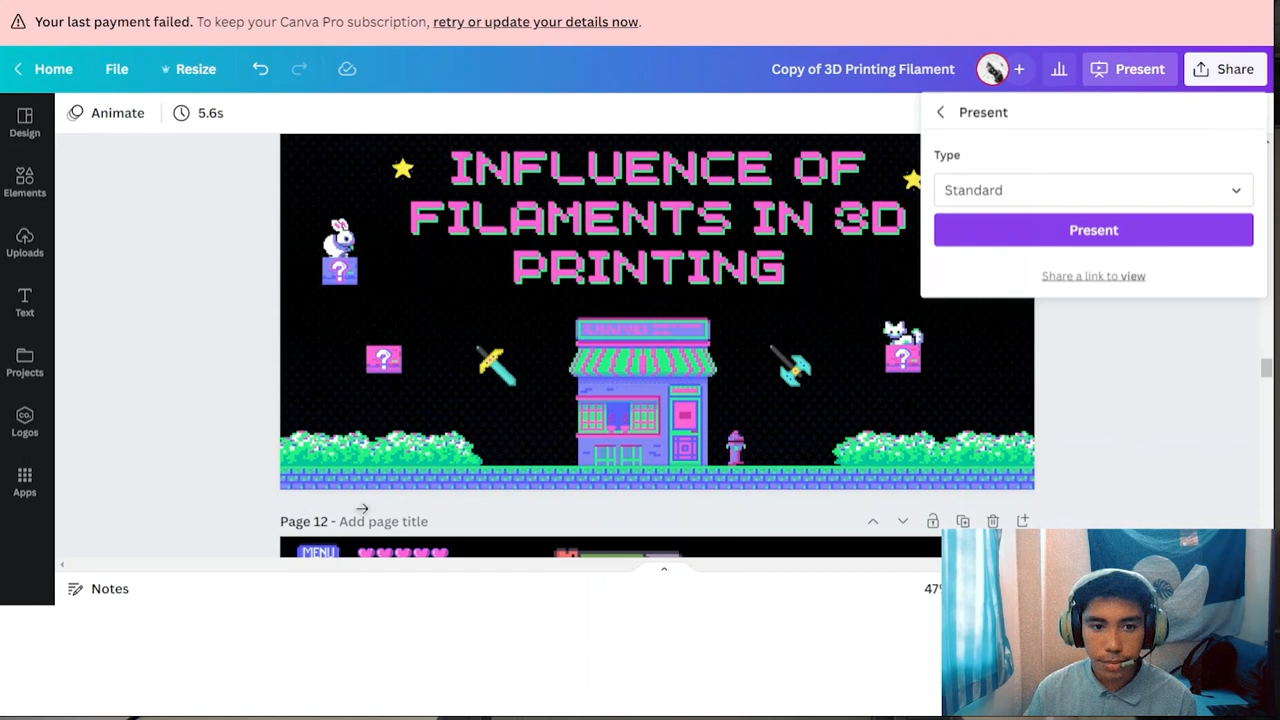 Your last payment failed. To keep your Canva Pro subscription, retry or update your details now.
Home File Resize Copy of 3D Printing Filament + Present Share
Animate 5.6s
Present
Type
Standard
Present
Share a link to view
Design
Elements
Uploads
Text
Projects
CO.
Logos
Apps
INFLUENCE OF
FILAMENTS IN 3D
PRINTING
?
?
?
Page 12 - Add page title
MENU
Notes
47%